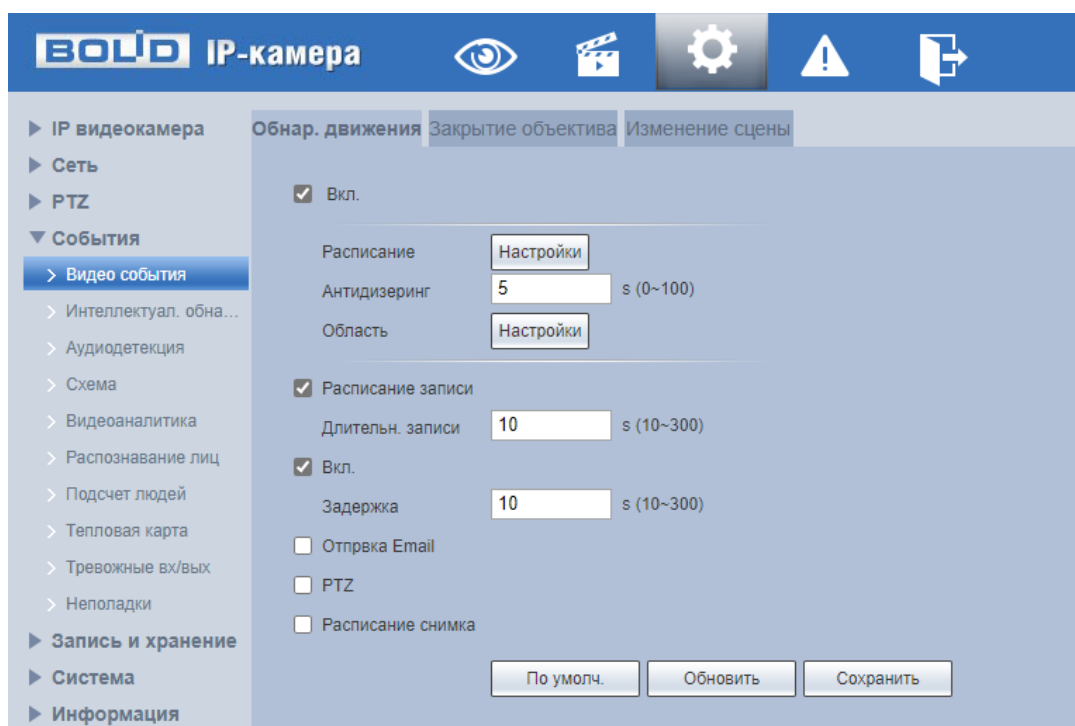 BOLID IP-камера
IP видеокамера
Сеть
PTZ
События
Видео события
Интеллектуал. обна...
Аудиодетекция
Схема
Видеоаналитика
Распознавание лиц
Подсчет людей
Тепловая карта
Тревожные вх/вых
Неполадки
Запись и хранение
Система
Информация
Обнар. движения Закрытие объектива Изменение сцены
Вкл.
Расписание Настройки
Антидизеринг 5 s (0~100)
Область Настройки
Расписание записи
Длительн. записи 10 s (10~300)
Вкл.
Задержка 10 s (10~300)
Отпрвка Email
PTZ
Расписание снимка
По умолч. Обновить Сохранить